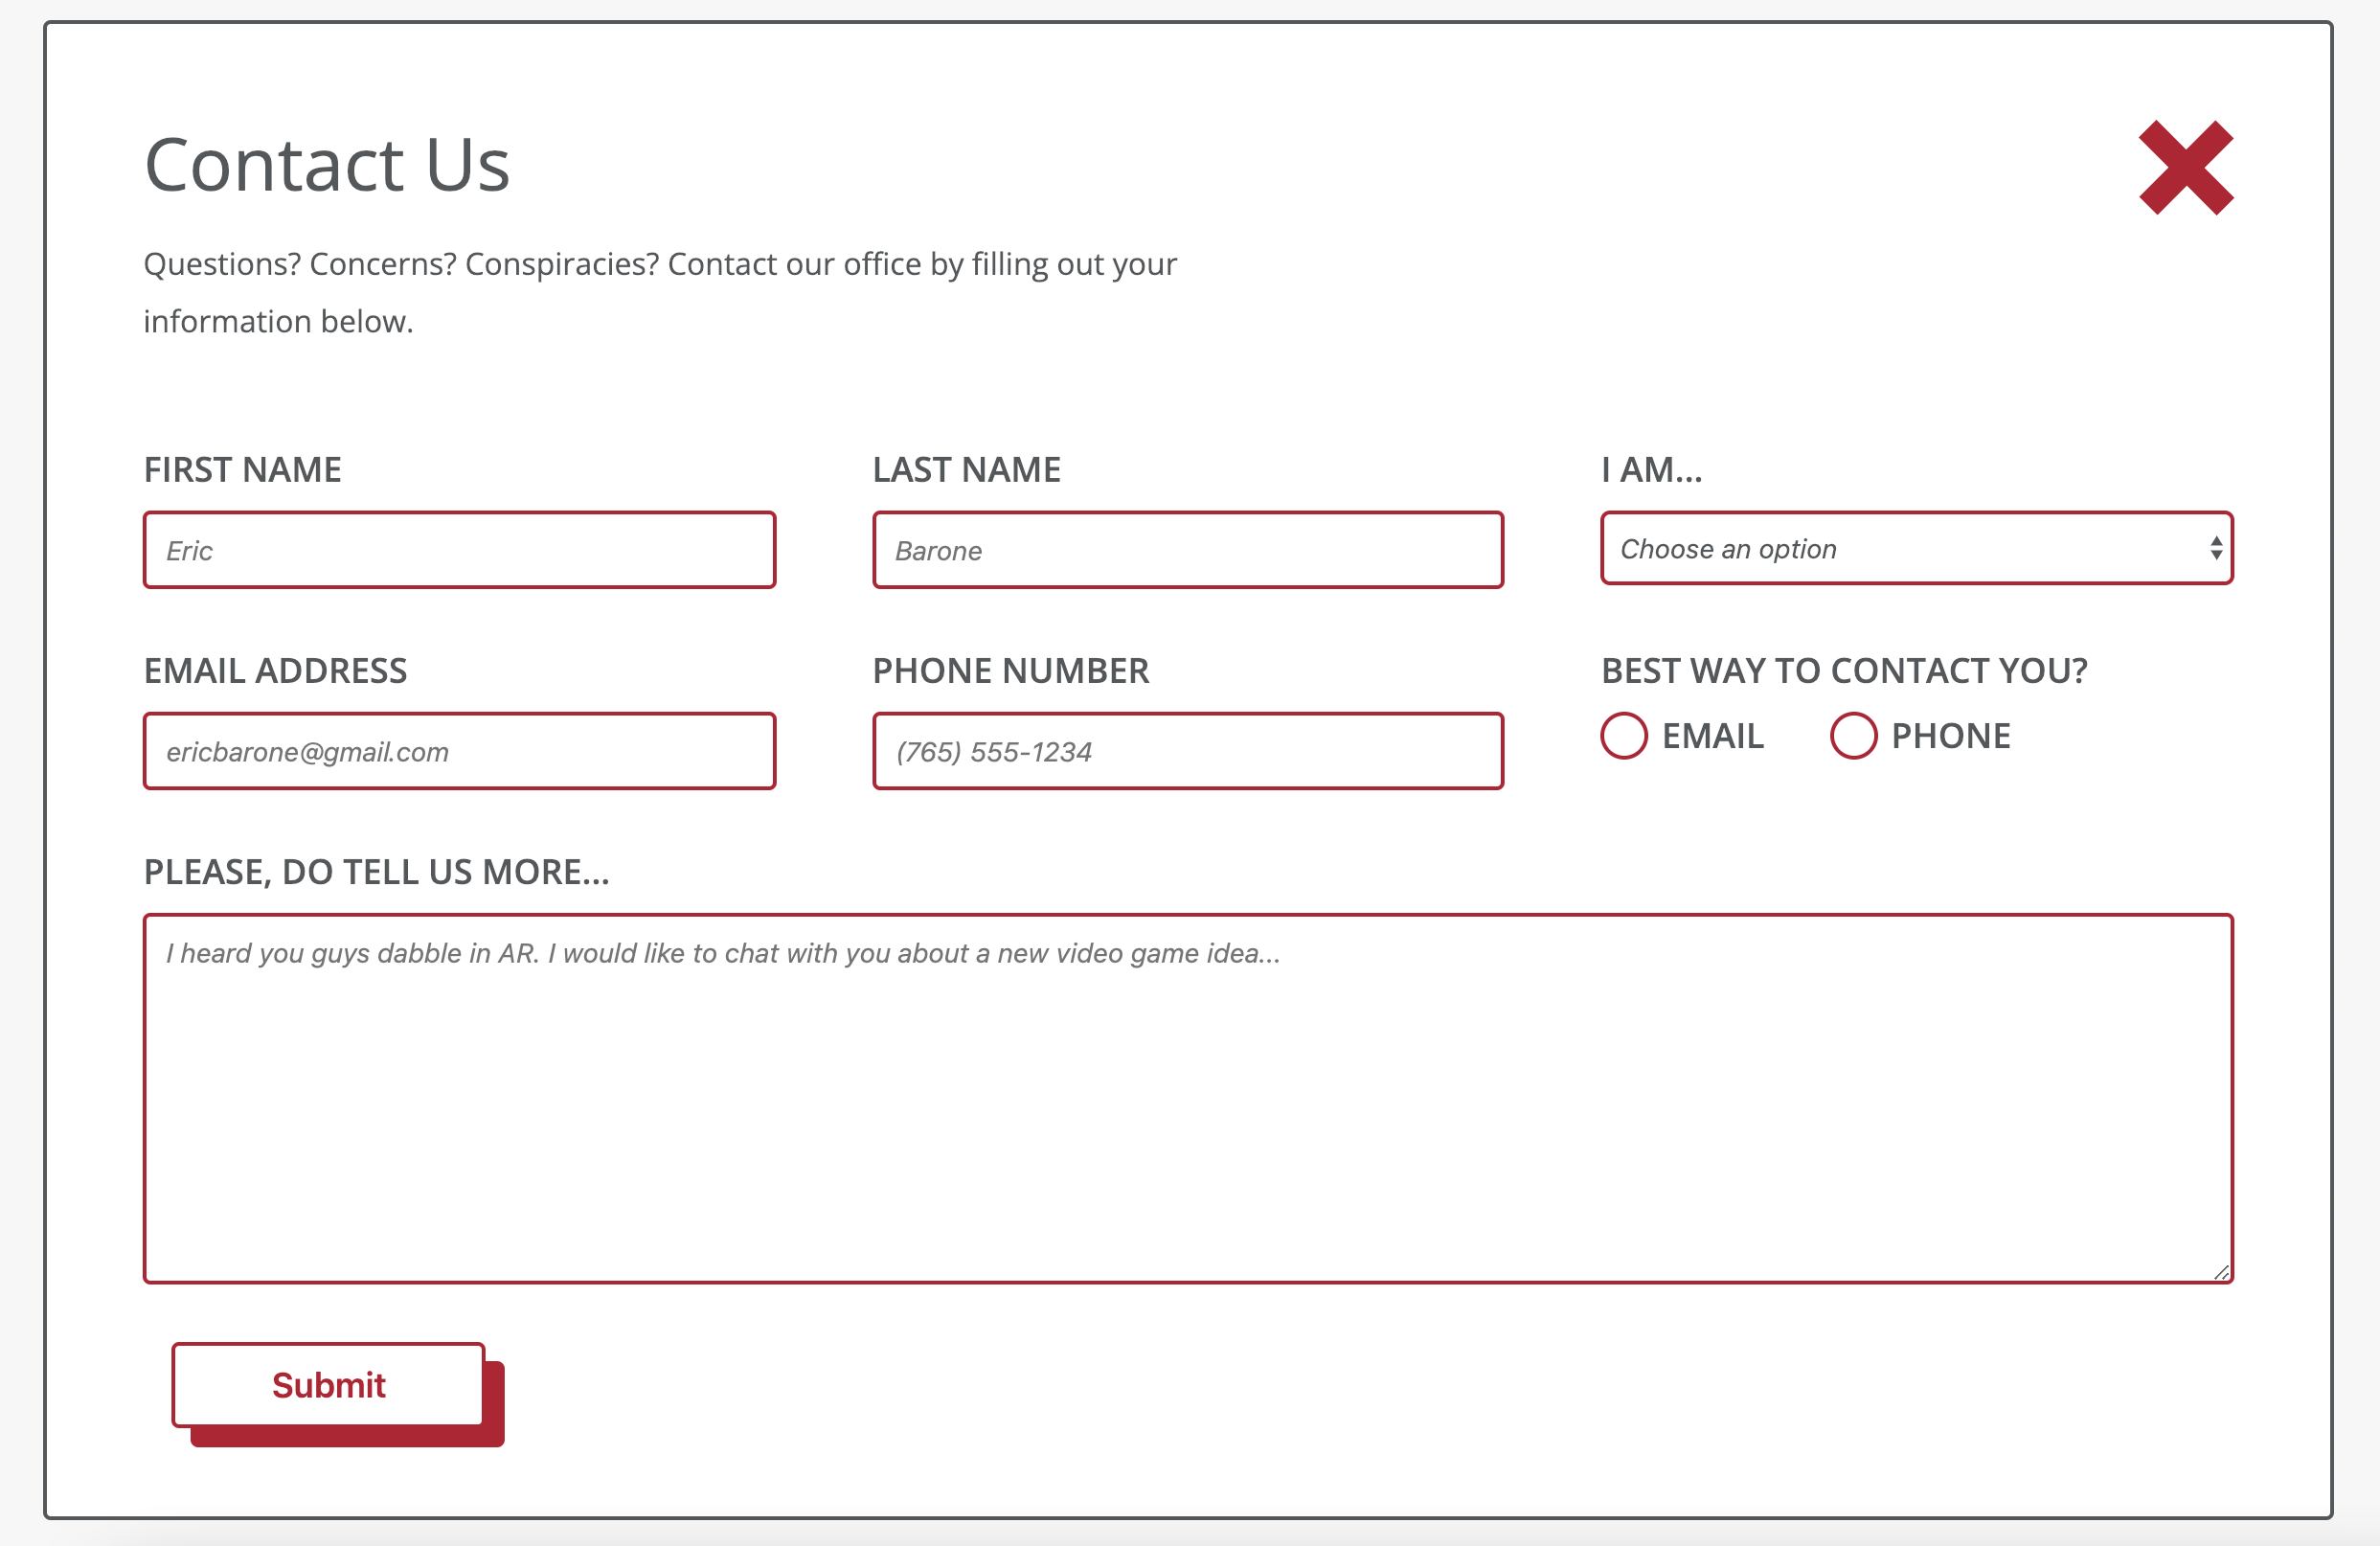 Contact Us
Questions? Concerns? Conspiracies? Contact our office by filling out your
information below.
FIRST NAME
LAST NAME
I AM...
Eric
Barone
Choose an option
EMAIL ADDRESS
PHONE NUMBER
BEST WAY TO CONTACT YOU?
ericbarone@gmail.com
(765) 555-1234
EMAIL
PHONE
PLEASE, DO TELL US MORE...
I heard you guys dabble in AR. I would like to chat with you about a new video game idea...
Submit